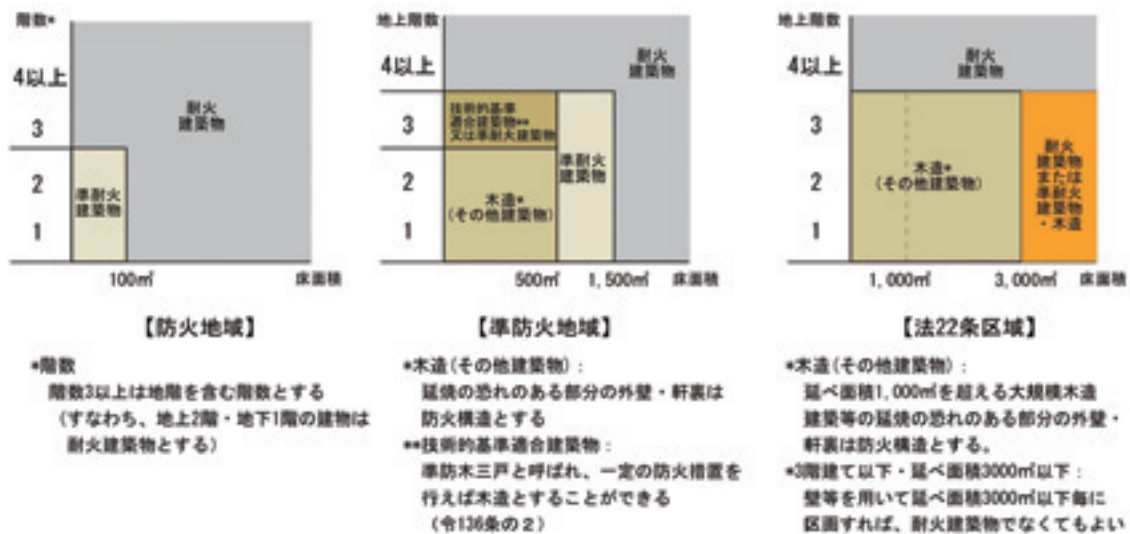 階数*
4以上
3
2
1
耐火
建築物
準耐火
建築物
100㎡
床面積
【防火地域】
*階数
階数3以上は地階を含む階数とする
(すなわち、地上2階・地下1階の建物は
耐火建築物とする)
地上階数
4以上
3
2
1
耐火
建築物
技術的基準
適合建築物**
又は準耐火建築物
準耐火
建築物
木造*
(その他建築物)
500㎡
1,500㎡
床面積
【準防火地域】
*木造(その他建築物):
延焼の恐れのある部分の外壁・軒裏は
防火構造とする
**技術的基準適合建築物:
準防木三戸と呼ばれ、一定の防火措置を
行えば木造とすることができる
(令136条の2)
地上階数
4以上
3
2
1
耐火
建築物
木造*
(その他建築物)
耐火
建築物
または
準耐火
建築物
・木造
1,000㎡
3,000㎡
床面積
【法22条区域】
*木造(その他建築物):
延べ面積1,000㎡を超える大規模木造
建築等の延焼の恐れのある部分の外壁・
軒裏は防火構造とする。
*3階建て以下・延べ面積3000㎡以下:
壁等を用いて延べ面積3000㎡以下毎に
区画すれば、耐火建築物でなくてもよい